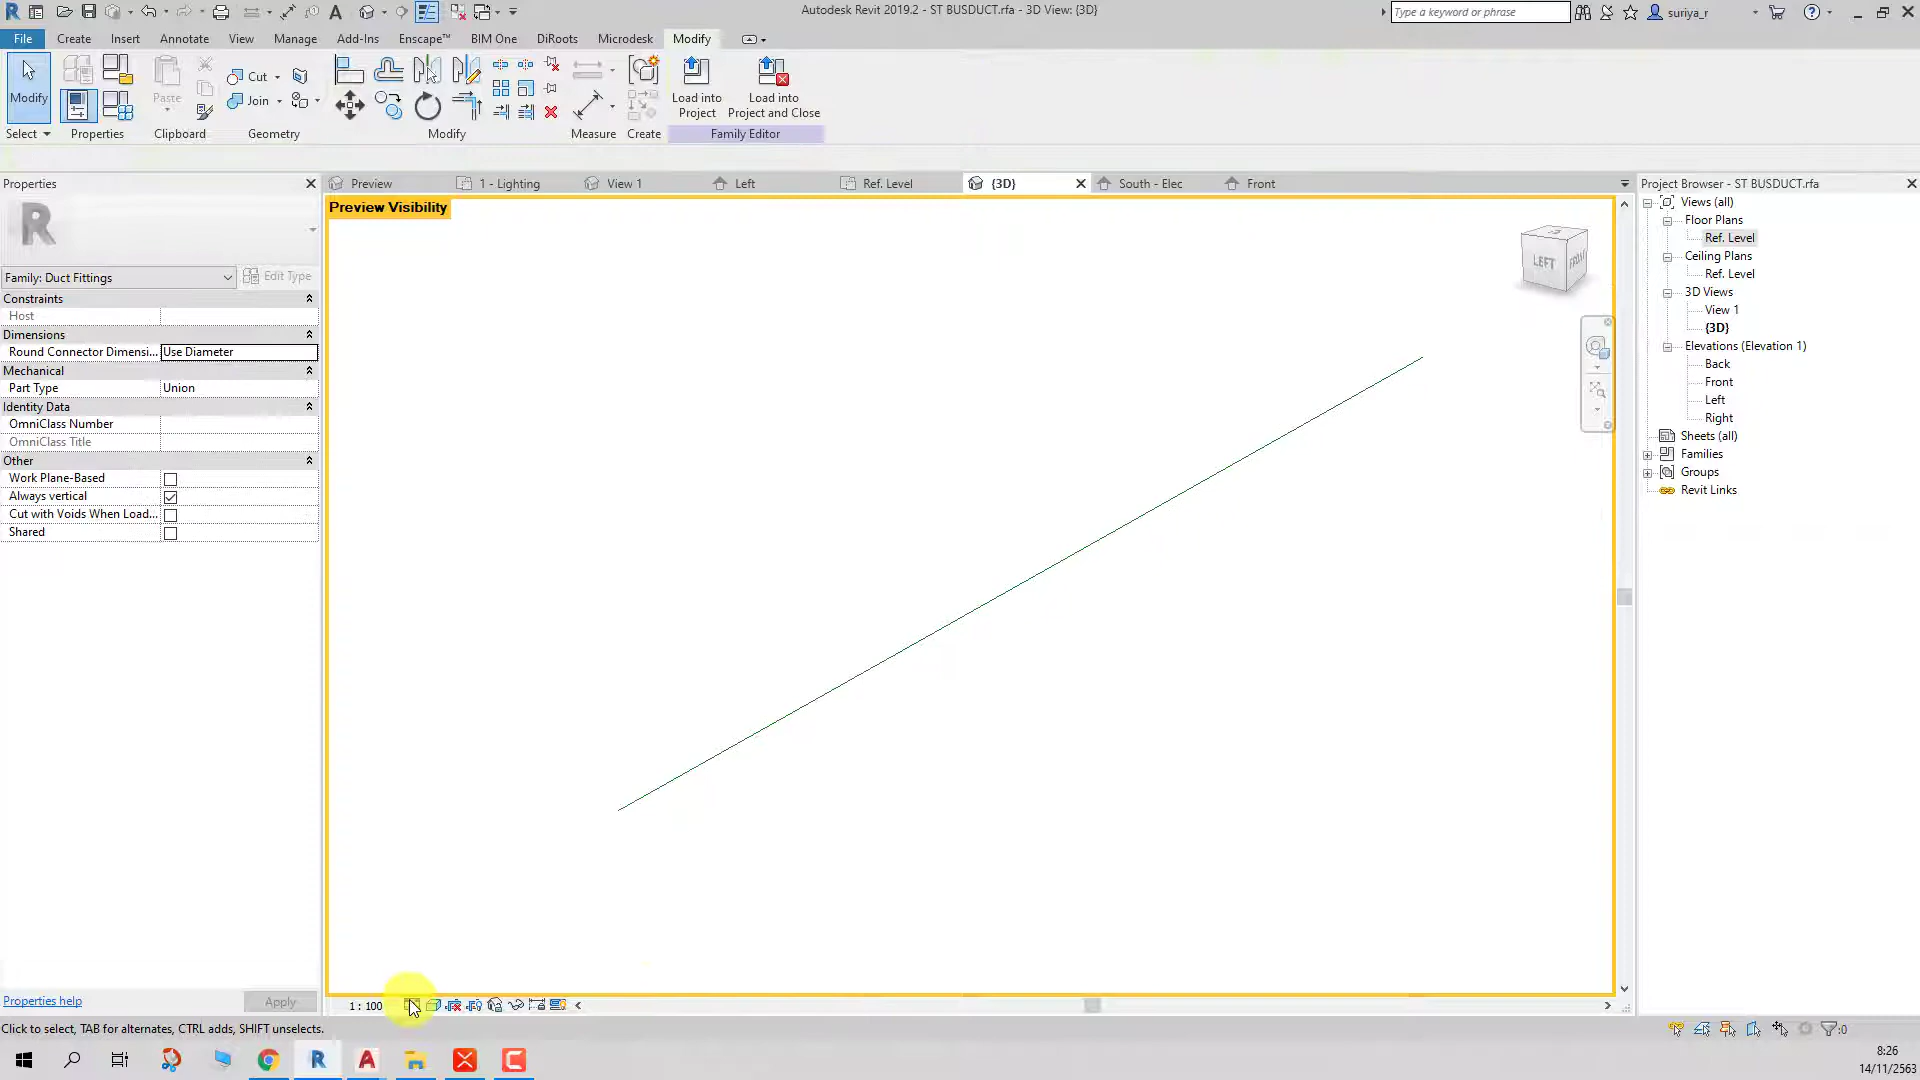 Autodesk Revit 2019.2 - ST BUSDUCT.rfa - 3D View: {3D}
Type a keyword or phrase
suriya_r
File Create Insert Annotate View Manage Add-Ins Enscape™ BIM One DiRoots Microdesk Modify
Modify
Paste
Cut
Join
Load into Project
Load into Project and Close
Select Properties Clipboard Geometry Modify Measure Create Family Editor
Properties
Preview 1 - Lighting View 1 Left Ref. Level {3D} South - Elec Front
Project Browser - ST BUSDUCT.rfa
Preview Visibility
Family: Duct Fittings
Edit Type
Constraints
Host
Dimensions
Round Connector Dimensi... Use Diameter
Mechanical
Part Type Union
Identity Data
OmniClass Number
OmniClass Title
Other
Work Plane-Based
Always vertical
Cut with Voids When Load...
Shared
LEFT
FRONT
Views (all)
Floor Plans
Ref. Level
Ceiling Plans
Ref. Level
3D Views
View 1
{3D}
Elevations (Elevation 1)
Back
Front
Left
Right
Sheets (all)
Families
Groups
Revit Links
Properties help
Apply
1 : 100
Click to select, TAB for alternates, CTRL adds, SHIFT unselects.
:0
8:26
14/11/2563